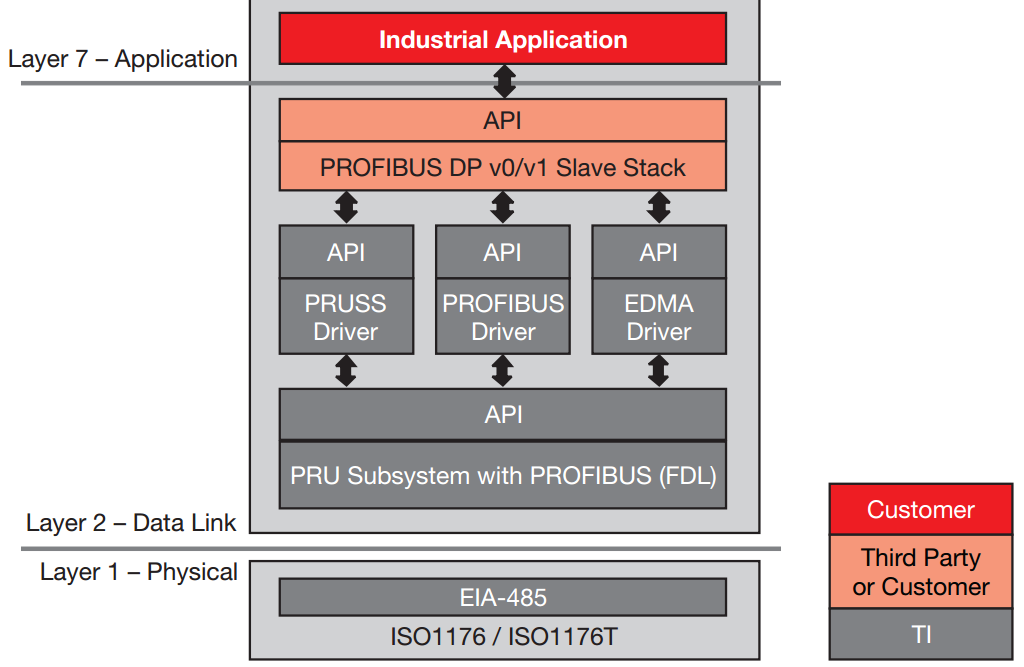 Industrial Application
Layer 7 – Application
API
PROFIBUS DP v0/v1 Slave Stack
API
API
API
PRUSS
Driver
PROFIBUS
Driver
EDMA
Driver
API
PRU Subsystem with PROFIBUS (FDL)
Layer 2 – Data Link
Layer 1 – Physical
EIA-485
ISO1176 / ISO1176T
Customer
Third Party
or Customer
TI